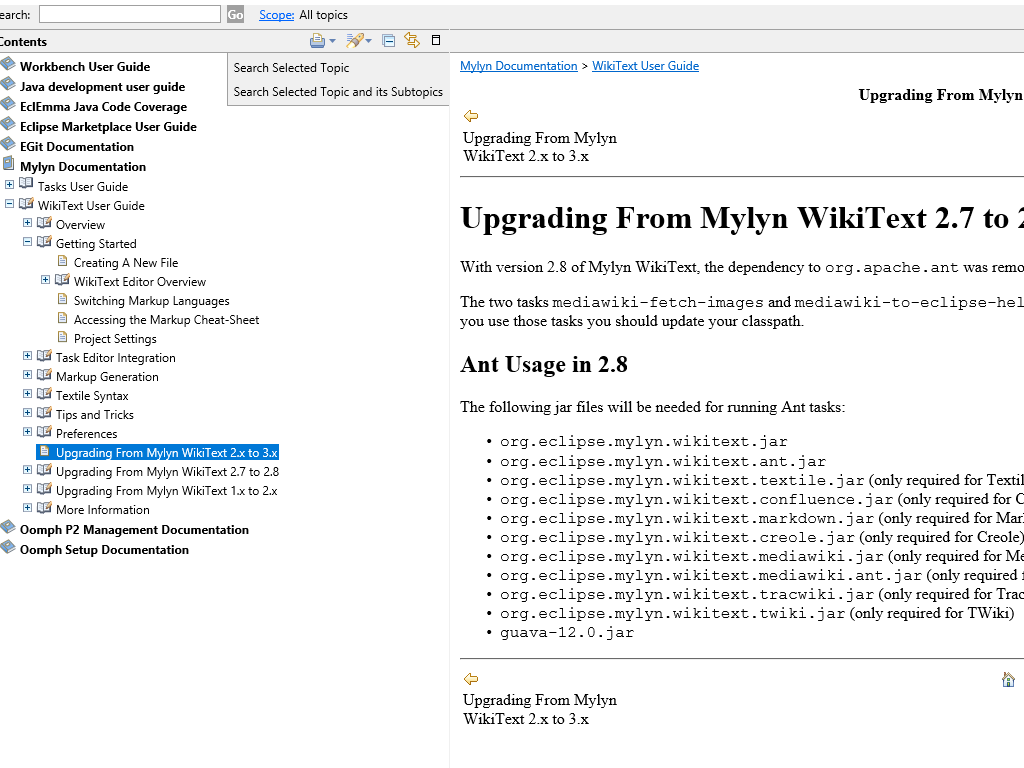 earch:
Go
Scope: All topics
Contents
Search Selected Topic
Search Selected Topic and its Subtopics
Workbench User Guide
Java development user guide
EclEmma Java Code Coverage
Eclipse Marketplace User Guide
EGit Documentation
Mylyn Documentation
Tasks User Guide
WikiText User Guide
Overview
Getting Started
Creating A New File
WikiText Editor Overview
Switching Markup Languages
Accessing the Markup Cheat-Sheet
Project Settings
Task Editor Integration
Markup Generation
Textile Syntax
Tips and Tricks
Preferences
Upgrading From Mylyn WikiText 2.x to 3.x
Upgrading From Mylyn WikiText 2.7 to 2.8
Upgrading From Mylyn WikiText 1.x to 2.x
More Information
Oomph P2 Management Documentation
Oomph Setup Documentation
Mylyn Documentation > WikiText User Guide
Upgrading From Mylyn
Upgrading From Mylyn
WikiText 2.x to 3.x
Upgrading From Mylyn WikiText 2.7 to 2
With version 2.8 of Mylyn WikiText, the dependency to org.apache.ant was remo
The two tasks mediawiki-fetch-images and mediawiki-to-eclipse-hel
you use those tasks you should update your classpath.
Ant Usage in 2.8
The following jar files will be needed for running Ant tasks:
• org.eclipse.mylyn.wikitext.jar
• org.eclipse.mylyn.wikitext.ant.jar
• org.eclipse.mylyn.wikitext.textile.jar (only required for Textil
• org.eclipse.mylyn.wikitext.confluence.jar (only required for C
• org.eclipse.mylyn.wikitext.markdown.jar (only required for Mar
• org.eclipse.mylyn.wikitext.creole.jar (only required for Creole)
• org.eclipse.mylyn.wikitext.mediawiki.jar (only required for Me
• org.eclipse.mylyn.wikitext.mediawiki.ant.jar (only required f
• org.eclipse.mylyn.wikitext.tracwiki.jar (only required for Trac
• org.eclipse.mylyn.wikitext.twiki.jar (only required for TWiki)
• guava-12.0.jar
Upgrading From Mylyn
WikiText 2.x to 3.x